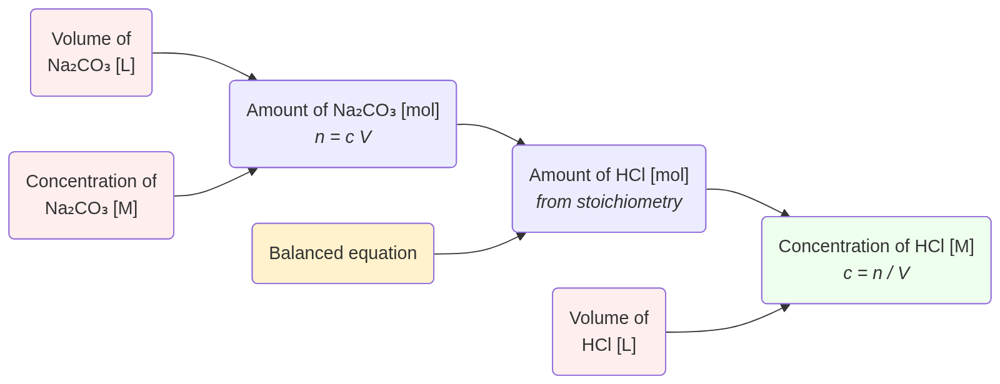 Volume of
Na₂CO₃ [L]
Amount of Na₂CO₃ [mol]
n = c V
Concentration of
Na₂CO₃ [M]
Amount of HCl [mol]
from stoichiometry
Balanced equation
Concentration of HCl [M]
c = n / V
Volume of
HCl [L]